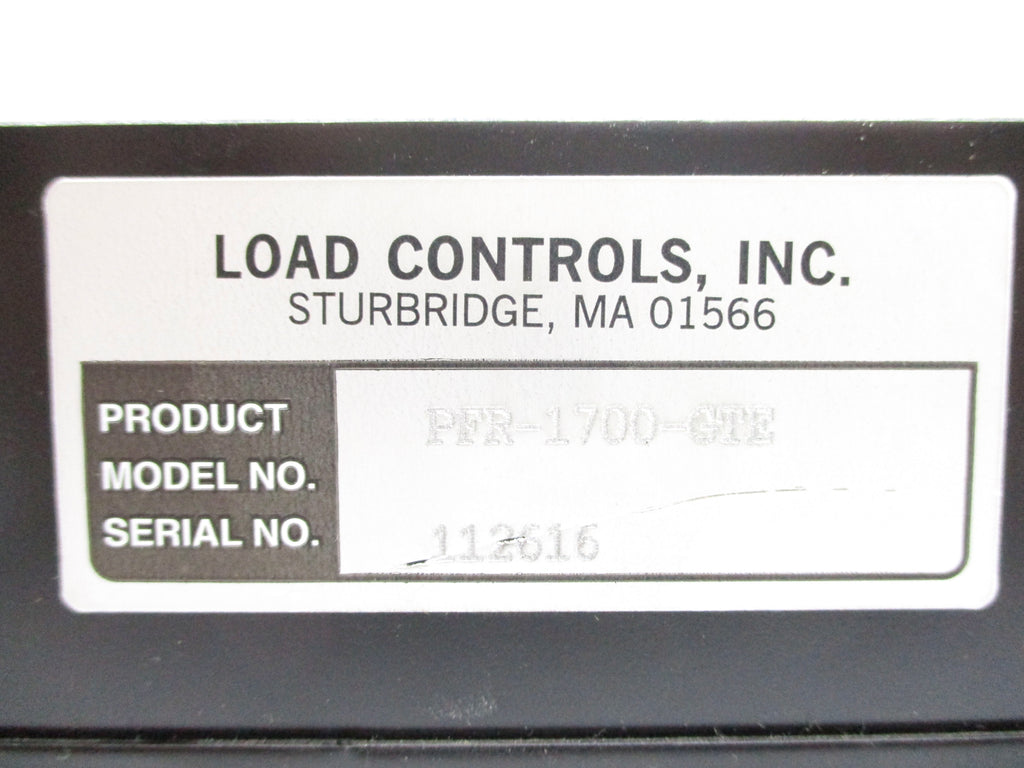 LOAD CONTROLS, INC.
STURBRIDGE, MA 01566
PRODUCT PFR-1700-GTE
MODEL NO.
SERIAL NO. 112616